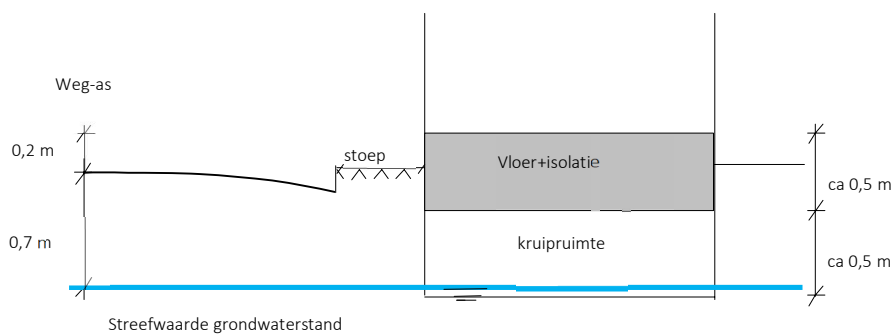 Weg-as
0,2 m
stoep
Vloer+isolatie
ca 0,5 m
0,7 m
kruipruimte
ca 0,5 m
Streefwaarde grondwaterstand